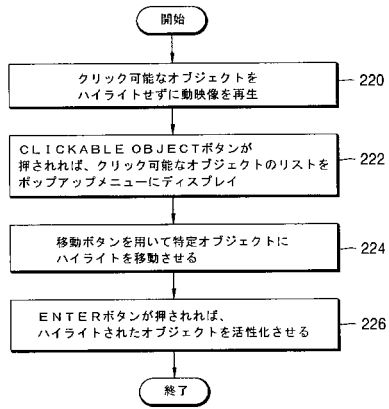 開始
クリック可能なオブジェクトを
ハイライトせずに動映像を再生
220
CLICKABLE OBJECTボタンが
押されれば、クリック可能なオブジェクトのリストを
ポップアップメニューにディスプレイ
222
移動ボタンを用いて特定オブジェクトに
ハイライトを移動させる
224
ENTERボタンが押されれば、
ハイライトされたオブジェクトを活性化させる
226
終了